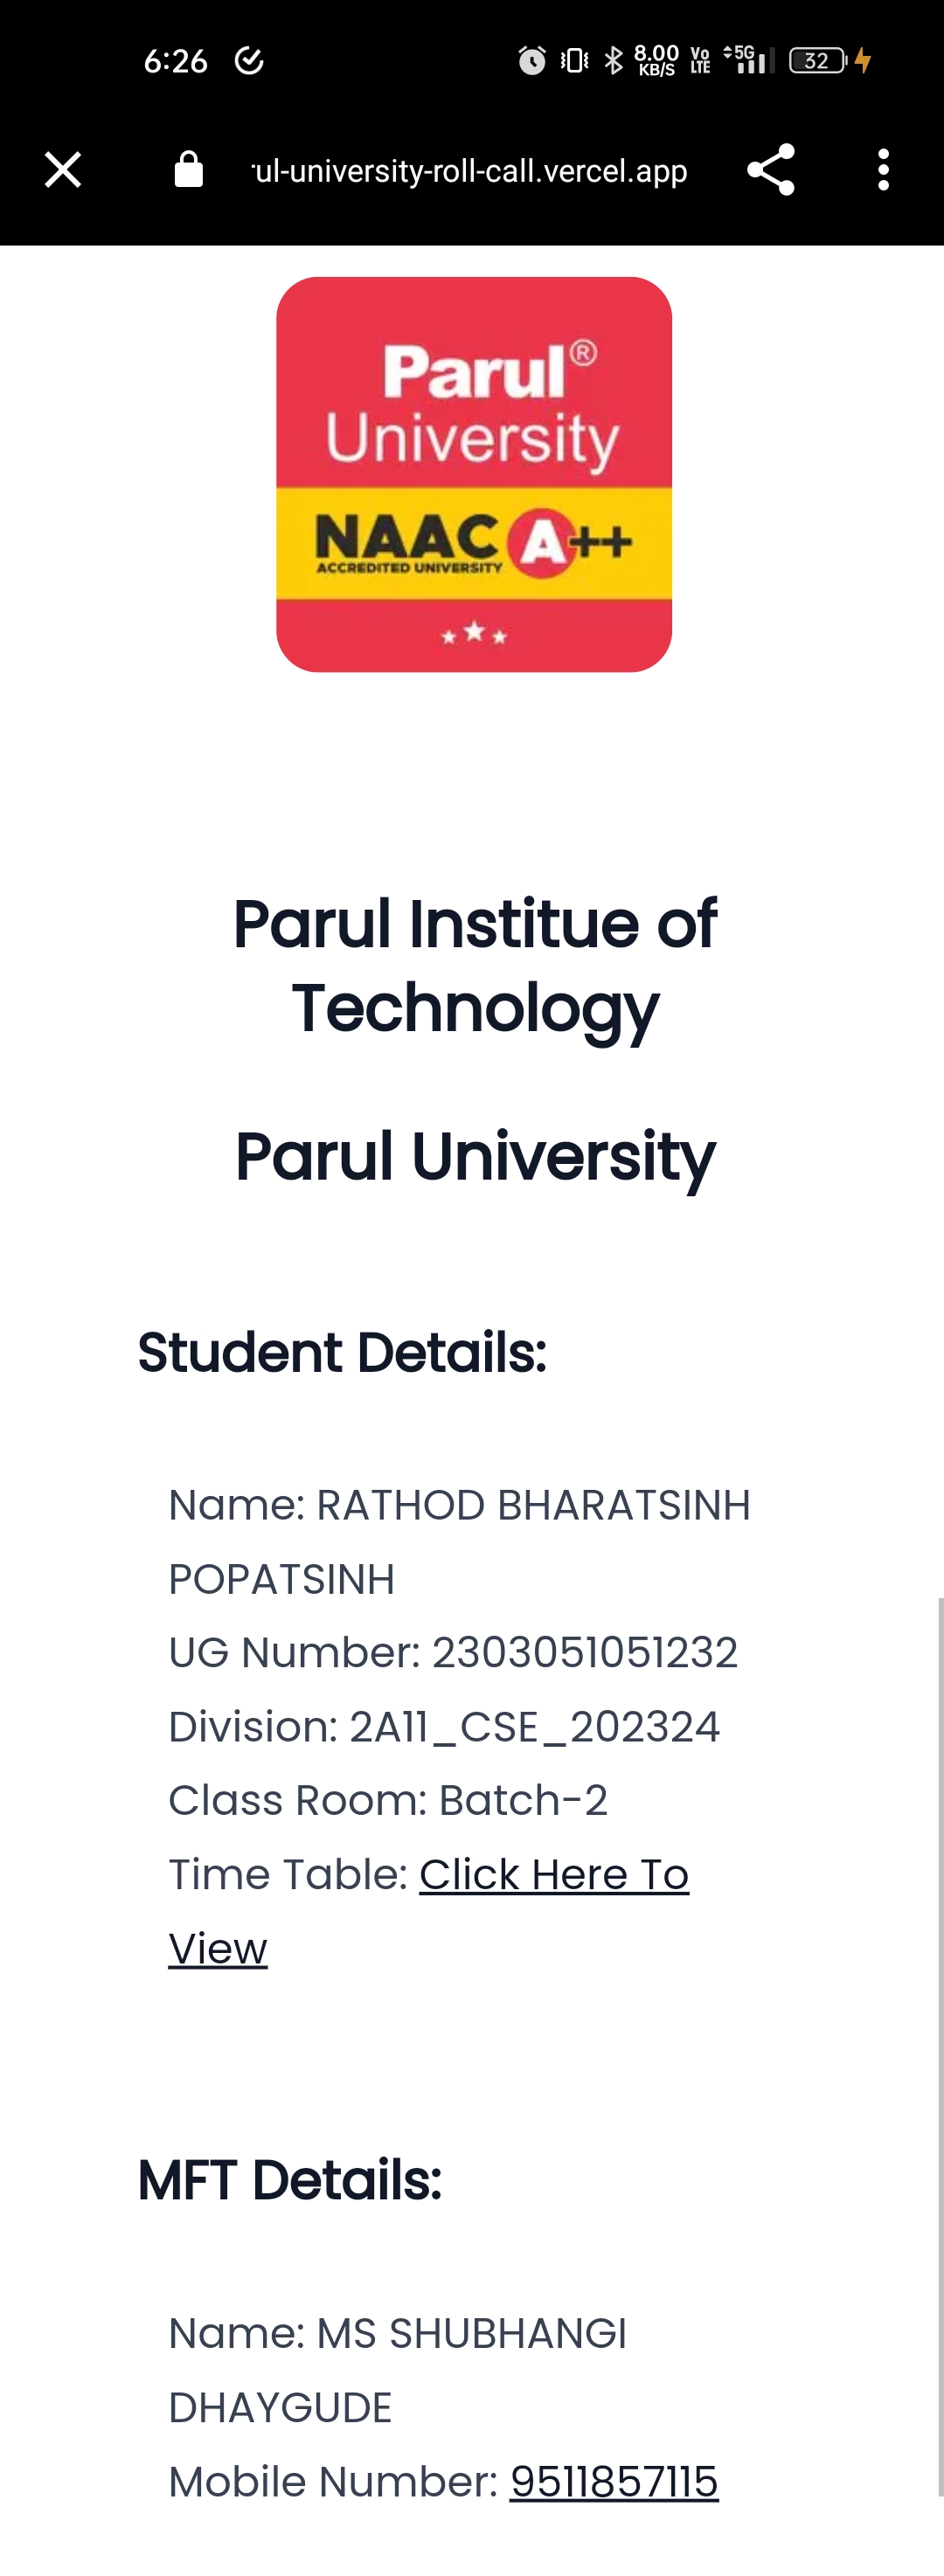 6:26 8.00 KB/S Vo LTE 5G 32
ul-university-roll-call.vercel.app
Parul®
University
NAAC A++
ACCREDITED UNIVERSITY
Parul Institue of
Technology
Parul University
Student Details:
Name: RATHOD BHARATSINH
POPATSINH
UG Number: 2303051051232
Division: 2A11_CSE_202324
Class Room: Batch-2
Time Table: Click Here To
View
MFT Details:
Name: MS SHUBHANGI
DHAYGUDE
Mobile Number: 9511857115